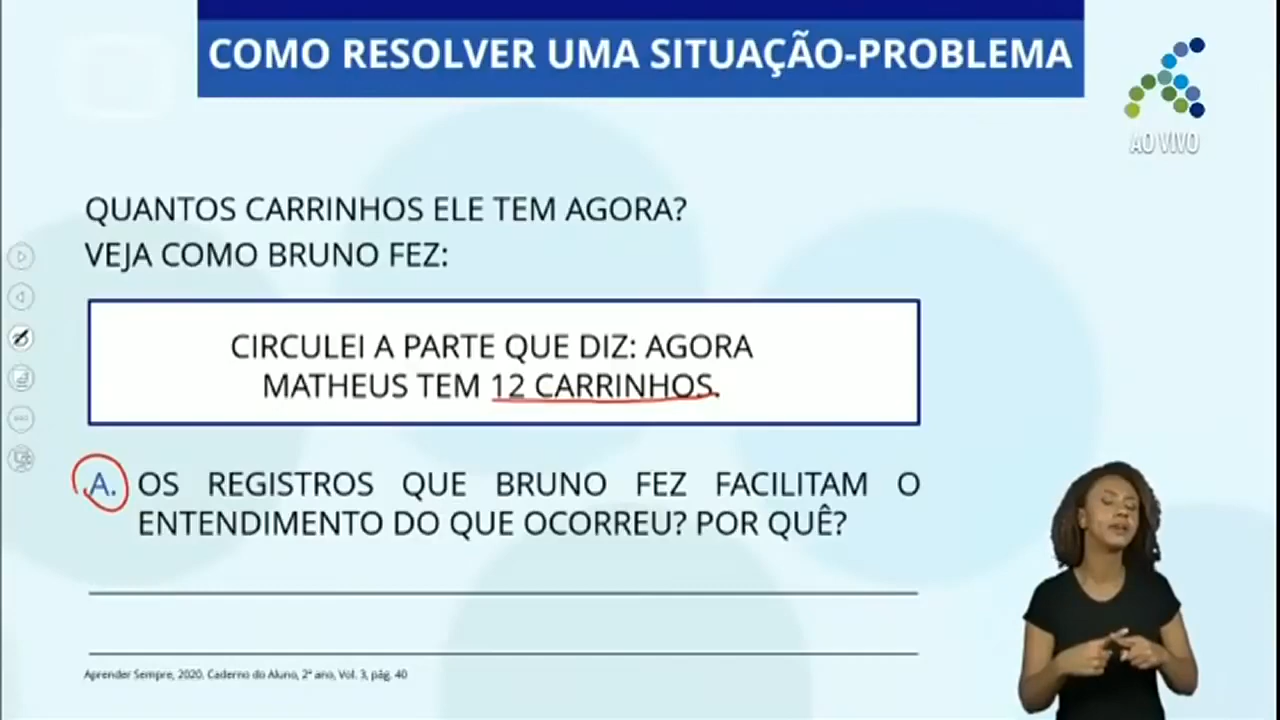 COMO RESOLVER UMA SITUAÇÃO-PROBLEMA
AO VIVO
QUANTOS CARRINHOS ELE TEM AGORA?
VEJA COMO BRUNO FEZ:
CIRCULEI A PARTE QUE DIZ: AGORA
MATHEUS TEM 12 CARRINHOS.
A. OS REGISTROS QUE BRUNO FEZ FACILITAM O
ENTENDIMENTO DO QUE OCORREU? POR QUÊ?
Aprender Sempre, 2020. Caderno do Aluno, 2º ano, Vol. 3, pág. 40